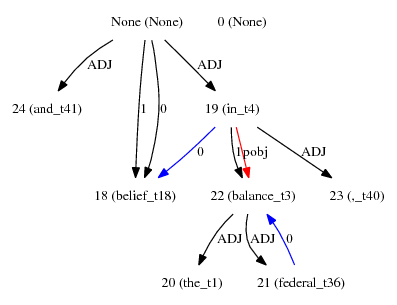 None (None) 0 (None)
ADJ ADJ
24 (and_t41) 1 0 19 (in_t4)
0 1 pobj ADJ
18 (belief_t18) 22 (balance_t3) 23 (,_t40)
ADJ ADJ 0
20 (the_t1) 21 (federal_t36)